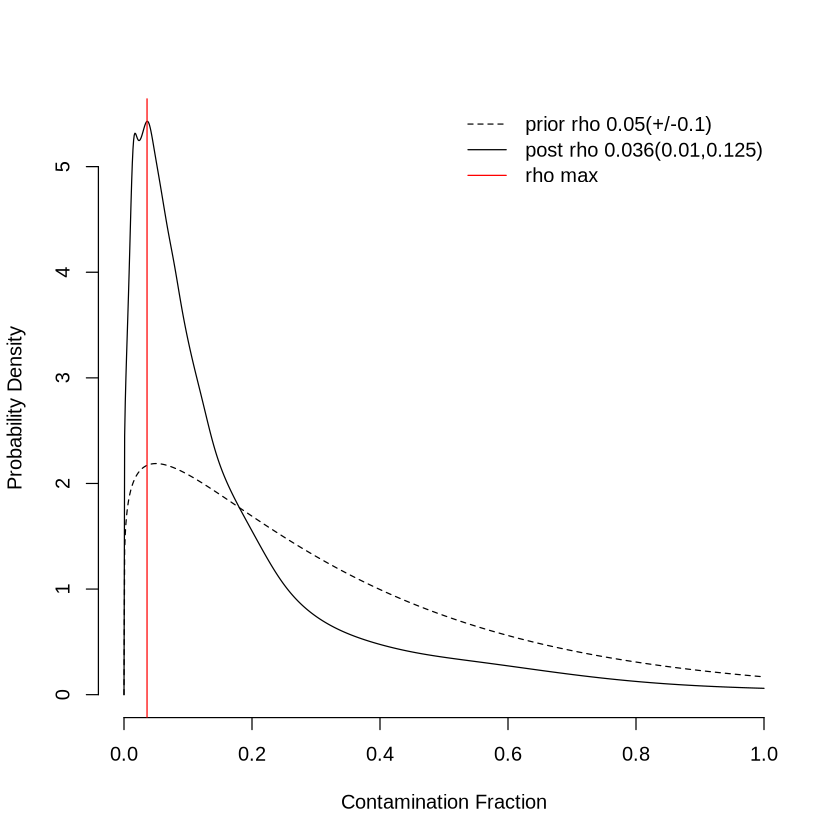 prior rho 0.05(+/-0.1)
post rho 0.036(0.01,0.125)
rho max
Probability Density
5
4
3
2
1
0
0.0 0.2 0.4 0.6 0.8 1.0
Contamination Fraction